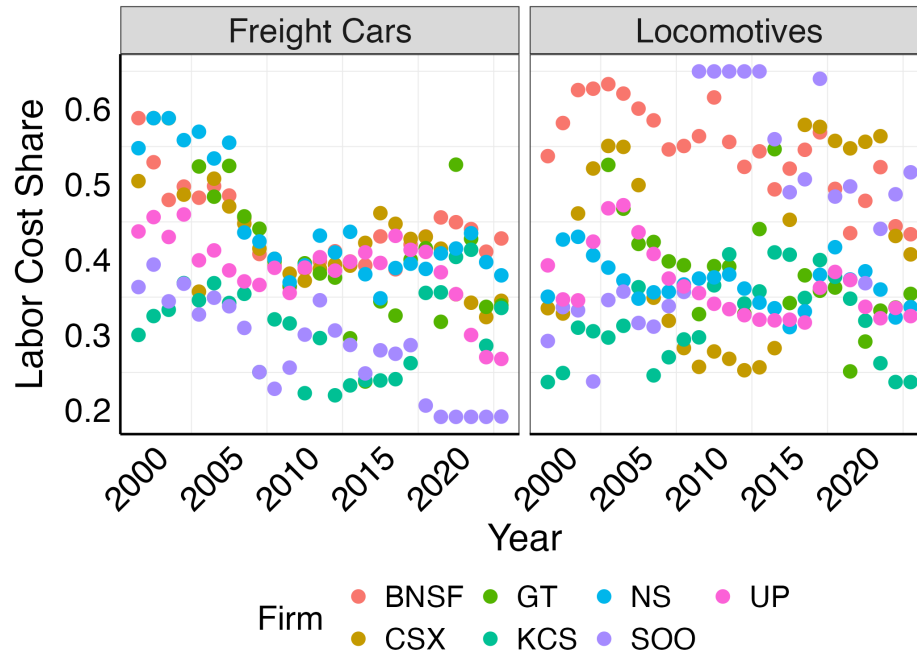 Freight Cars Locomotives
Labor Cost Share
0.6
0.5
0.4
0.3
0.2
2000 2005 2010 2015 2020 2000 2005 2010 2015 2020
Year
Firm
BNSF GT NS UP
CSX KCS SOO